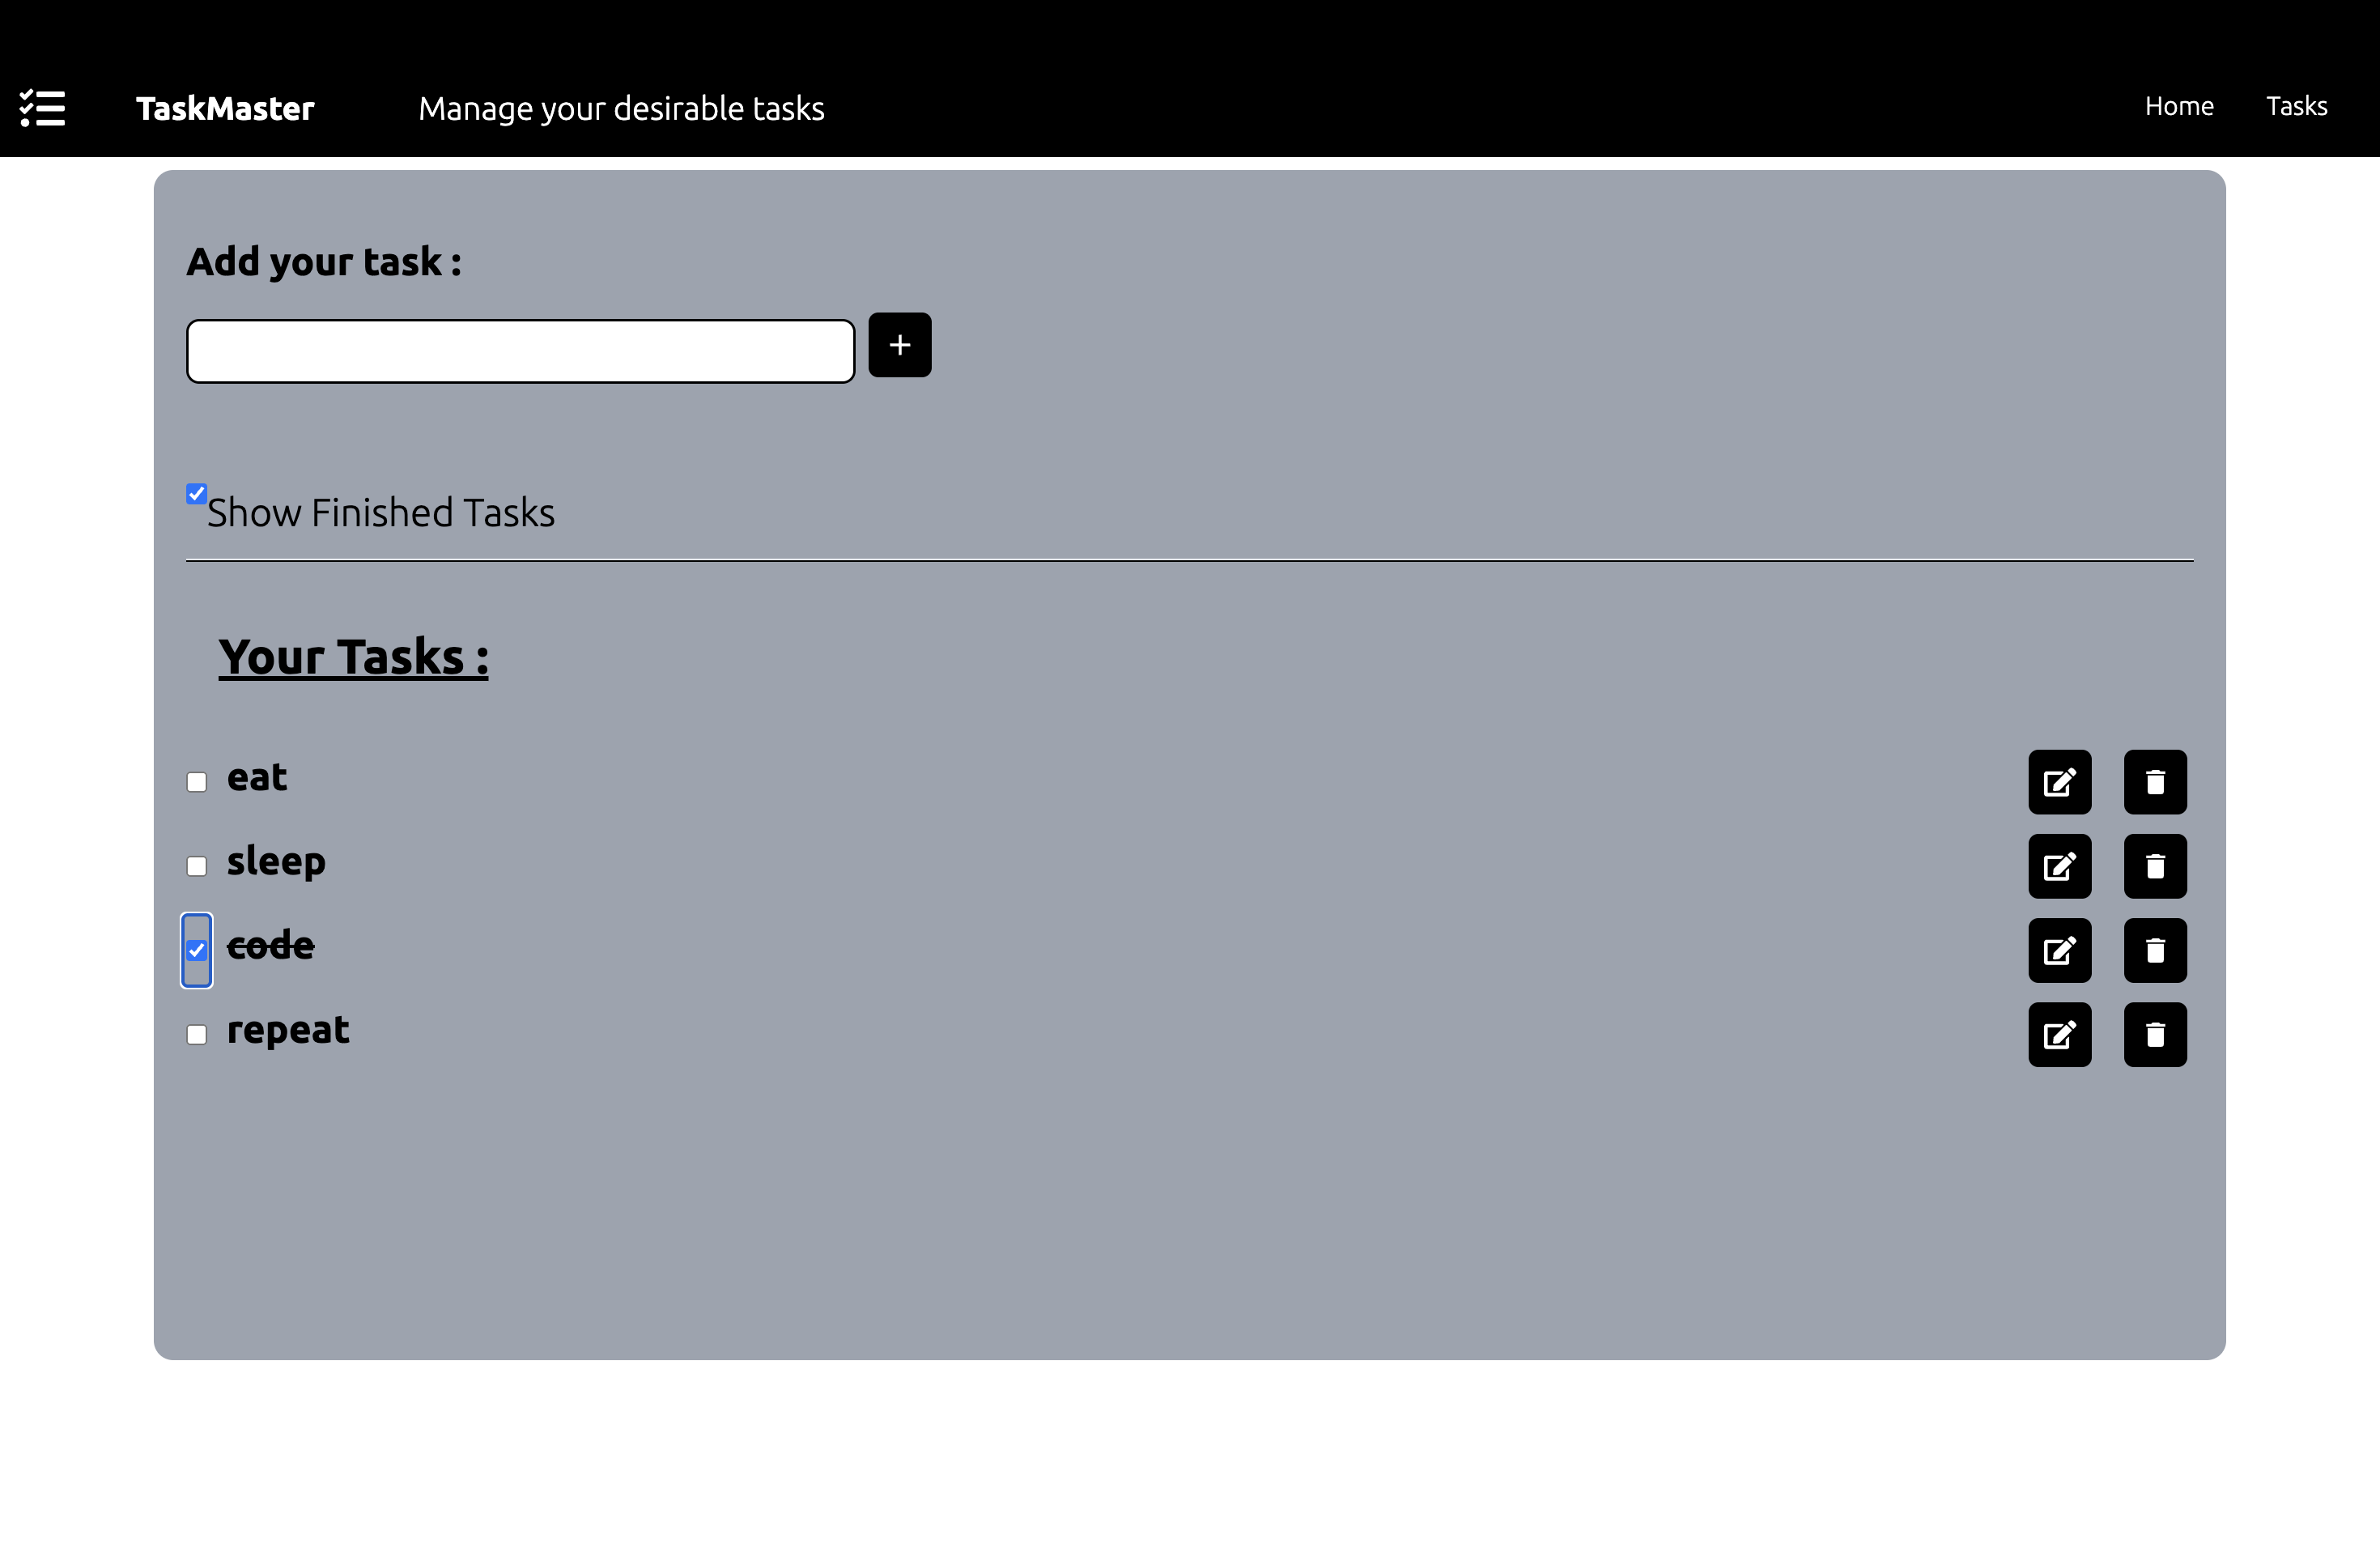 TaskMaster Manage your desirable tasks Home Tasks
Add your task :
+
Show Finished Tasks
Your Tasks :
eat
sleep
code
repeat